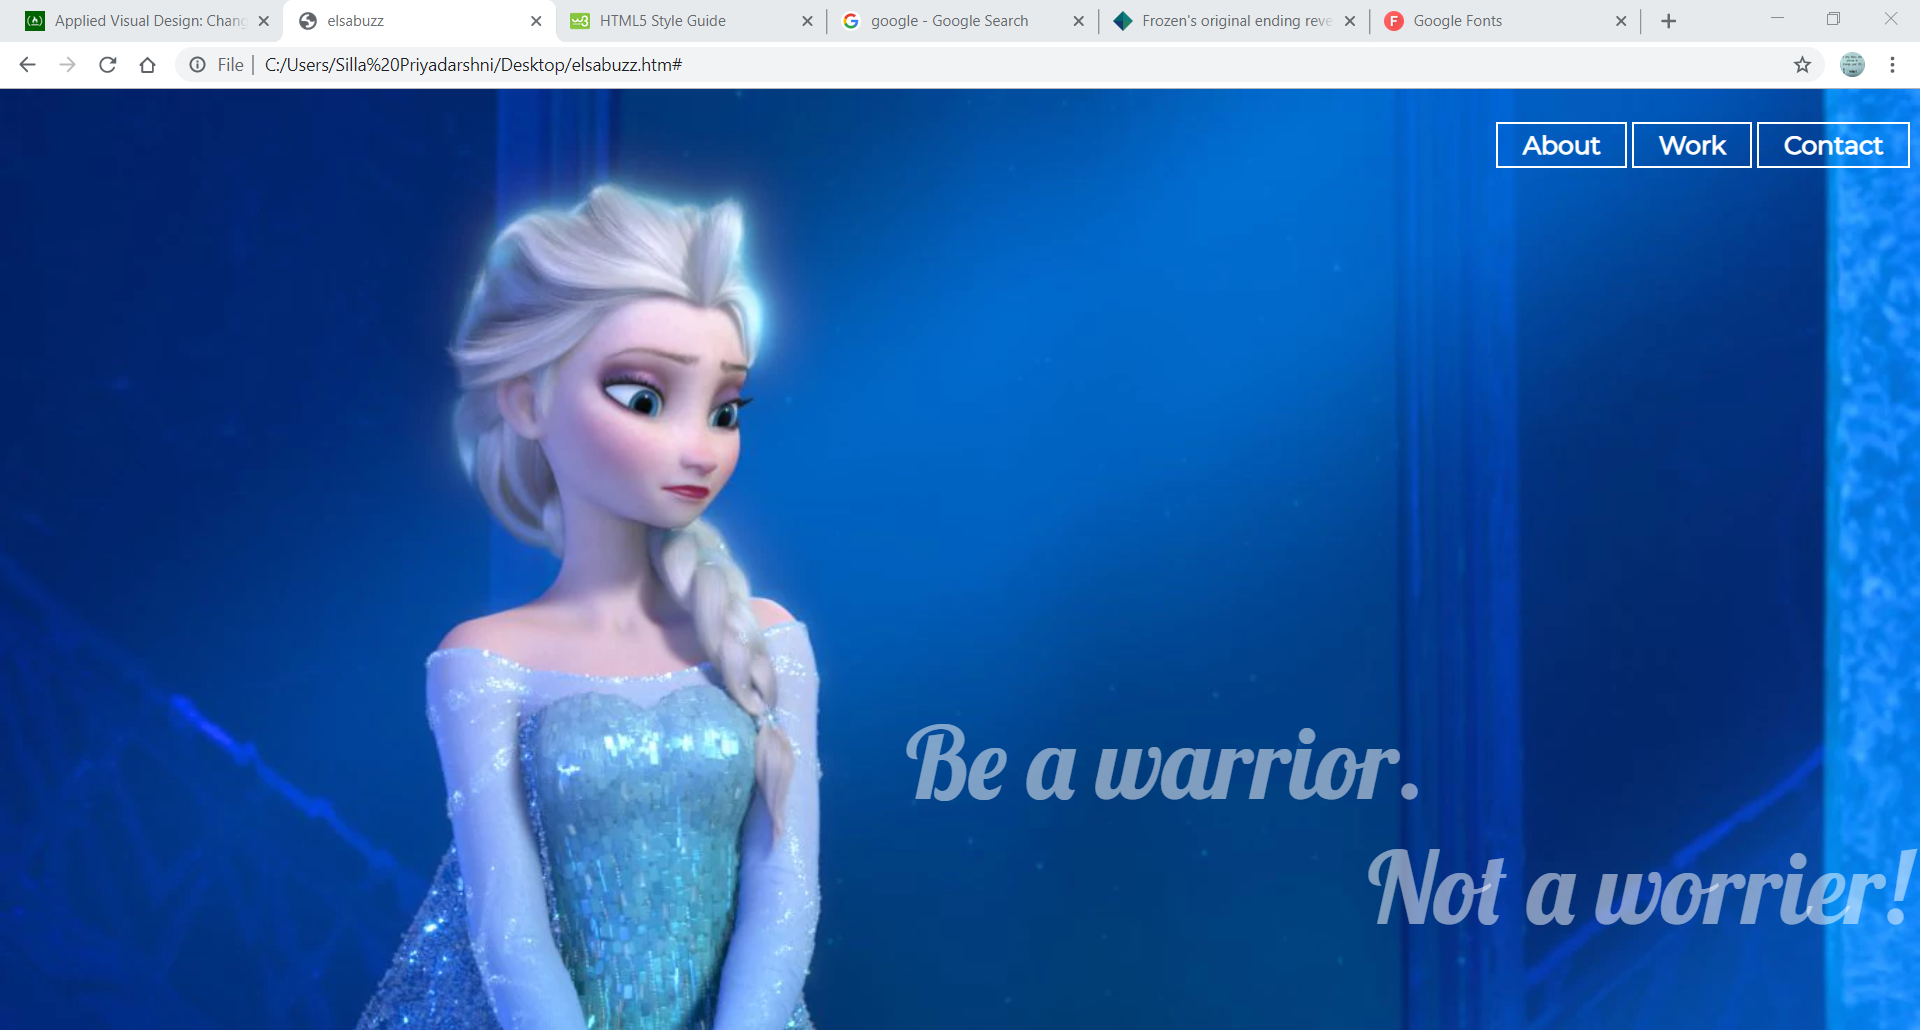 Applied Visual Design: Chang
elsabuzz
HTML5 Style Guide
google - Google Search
Frozen's original ending reve
Google Fonts
File | C:/Users/Silla%20Priyadarshni/Desktop/elsabuzz.htm#
About Work Contact
Be a warrior.
Not a worrier!